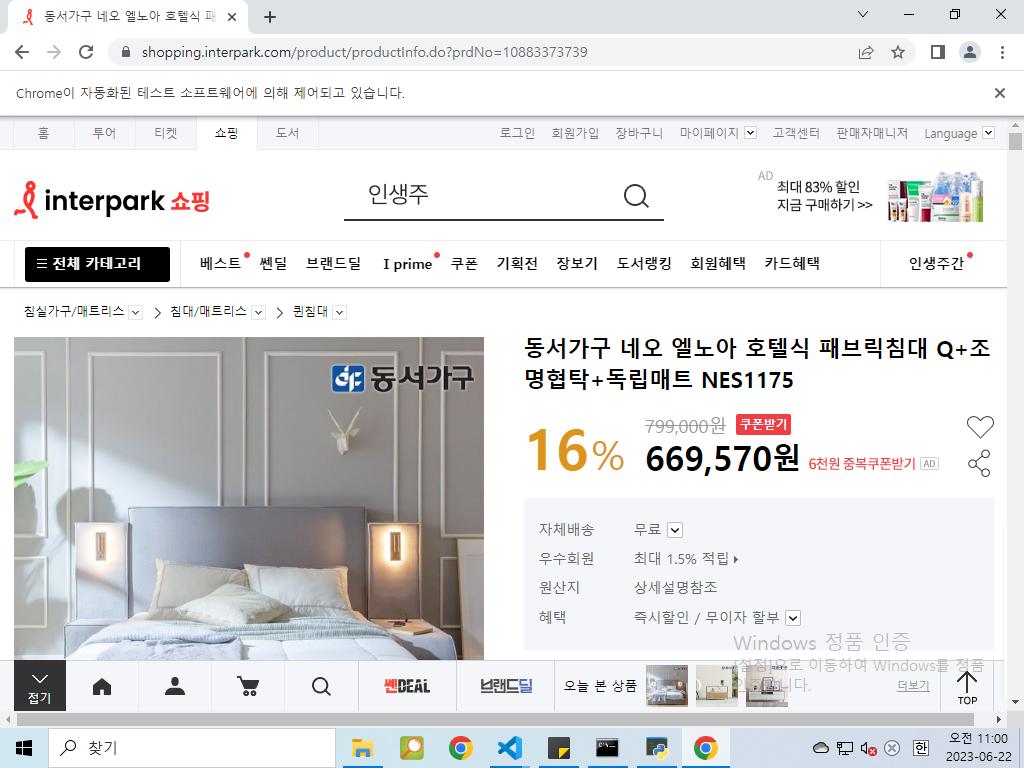 동서가구 네오 엘노아 호텔식 패
shopping.interpark.com/product/productInfo.do?prdNo=10883373739
Chrome이 자동화된 테스트 소프트웨어에 의해 제어되고 있습니다.
홈 투어 티켓 쇼핑 도서 로그인 회원가입 장바구니 마이페이지 고객센터 판매자매니저 Language
interpark 쇼핑
인생주
AD
최대 83% 할인
지금 구매하기 >>
전체 카테고리 베스트 쎈딜 브랜드딜 I prime 쿠폰 기획전 장보기 도서랭킹 회원혜택 카드혜택 인생주간
침실가구/매트리스 침대/매트리스 퀸침대
동서가구
동서가구 네오 엘노아 호텔식 패브릭침대 Q+조
명협탁+독립매트 NES1175
16% 799,000원 쿠폰받기
669,570원 6천원 중복쿠폰받기 AD
자체배송 무료
우수회원 최대 1.5% 적립
원산지 상세설명참조
혜택 즉시할인 / 무이자 할부
Windows 정품 인증
[설정]으로 이동하여 Windows를 정품
접기 쎈DEAL 브랜드딜 오늘 본 상품 더보기 TOP
찾기
한
오전 11:00
2023-06-22